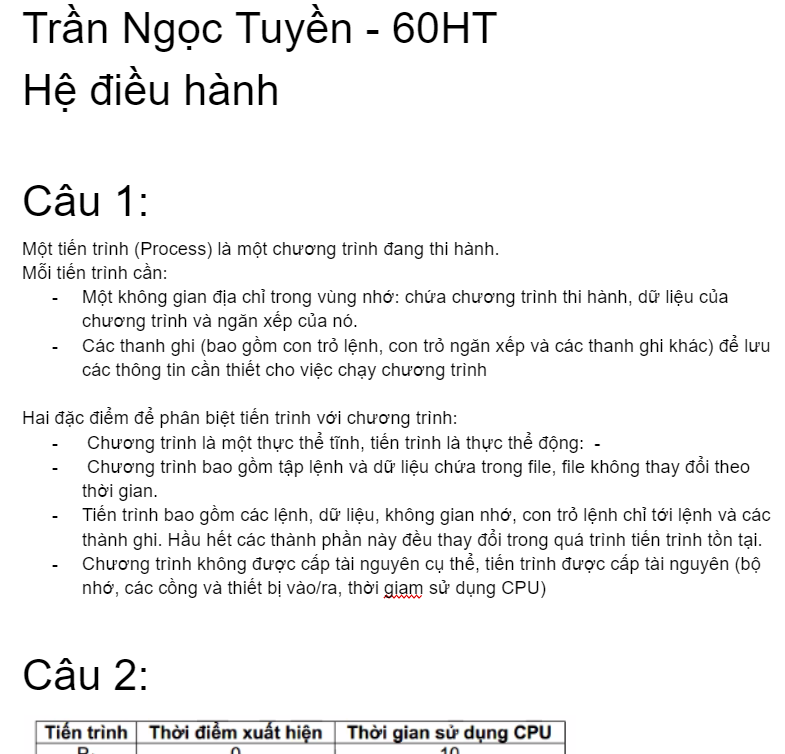 Trần Ngọc Tuyền - 60HT
Hệ điều hành
Câu 1:
Một tiến trình (Process) là một chương trình đang thi hành.
Mỗi tiến trình cần:
- Một không gian địa chỉ trong vùng nhớ: chứa chương trình thi hành, dữ liệu của
chương trình và ngăn xếp của nó.
- Các thanh ghi (bao gồm con trỏ lệnh, con trỏ ngăn xếp và các thanh ghi khác) để lưu
các thông tin cần thiết cho việc chạy chương trình
Hai đặc điểm để phân biệt tiến trình với chương trình:
- Chương trình là một thực thể tĩnh, tiến trình là thực thể động: -
- Chương trình bao gồm tập lệnh và dữ liệu chứa trong file, file không thay đổi theo
thời gian.
- Tiến trình bao gồm các lệnh, dữ liệu, không gian nhớ, con trỏ lệnh chỉ tới lệnh và các
thành ghi. Hầu hết các thành phần này đều thay đổi trong quá trình tiến trình tồn tại.
- Chương trình không được cấp tài nguyên cụ thể, tiến trình được cấp tài nguyên (bộ
nhớ, các cồng và thiết bị vào/ra, thời giam sử dụng CPU)
Câu 2:
Tiến trình Thời điểm xuất hiện Thời gian sử dụng CPU